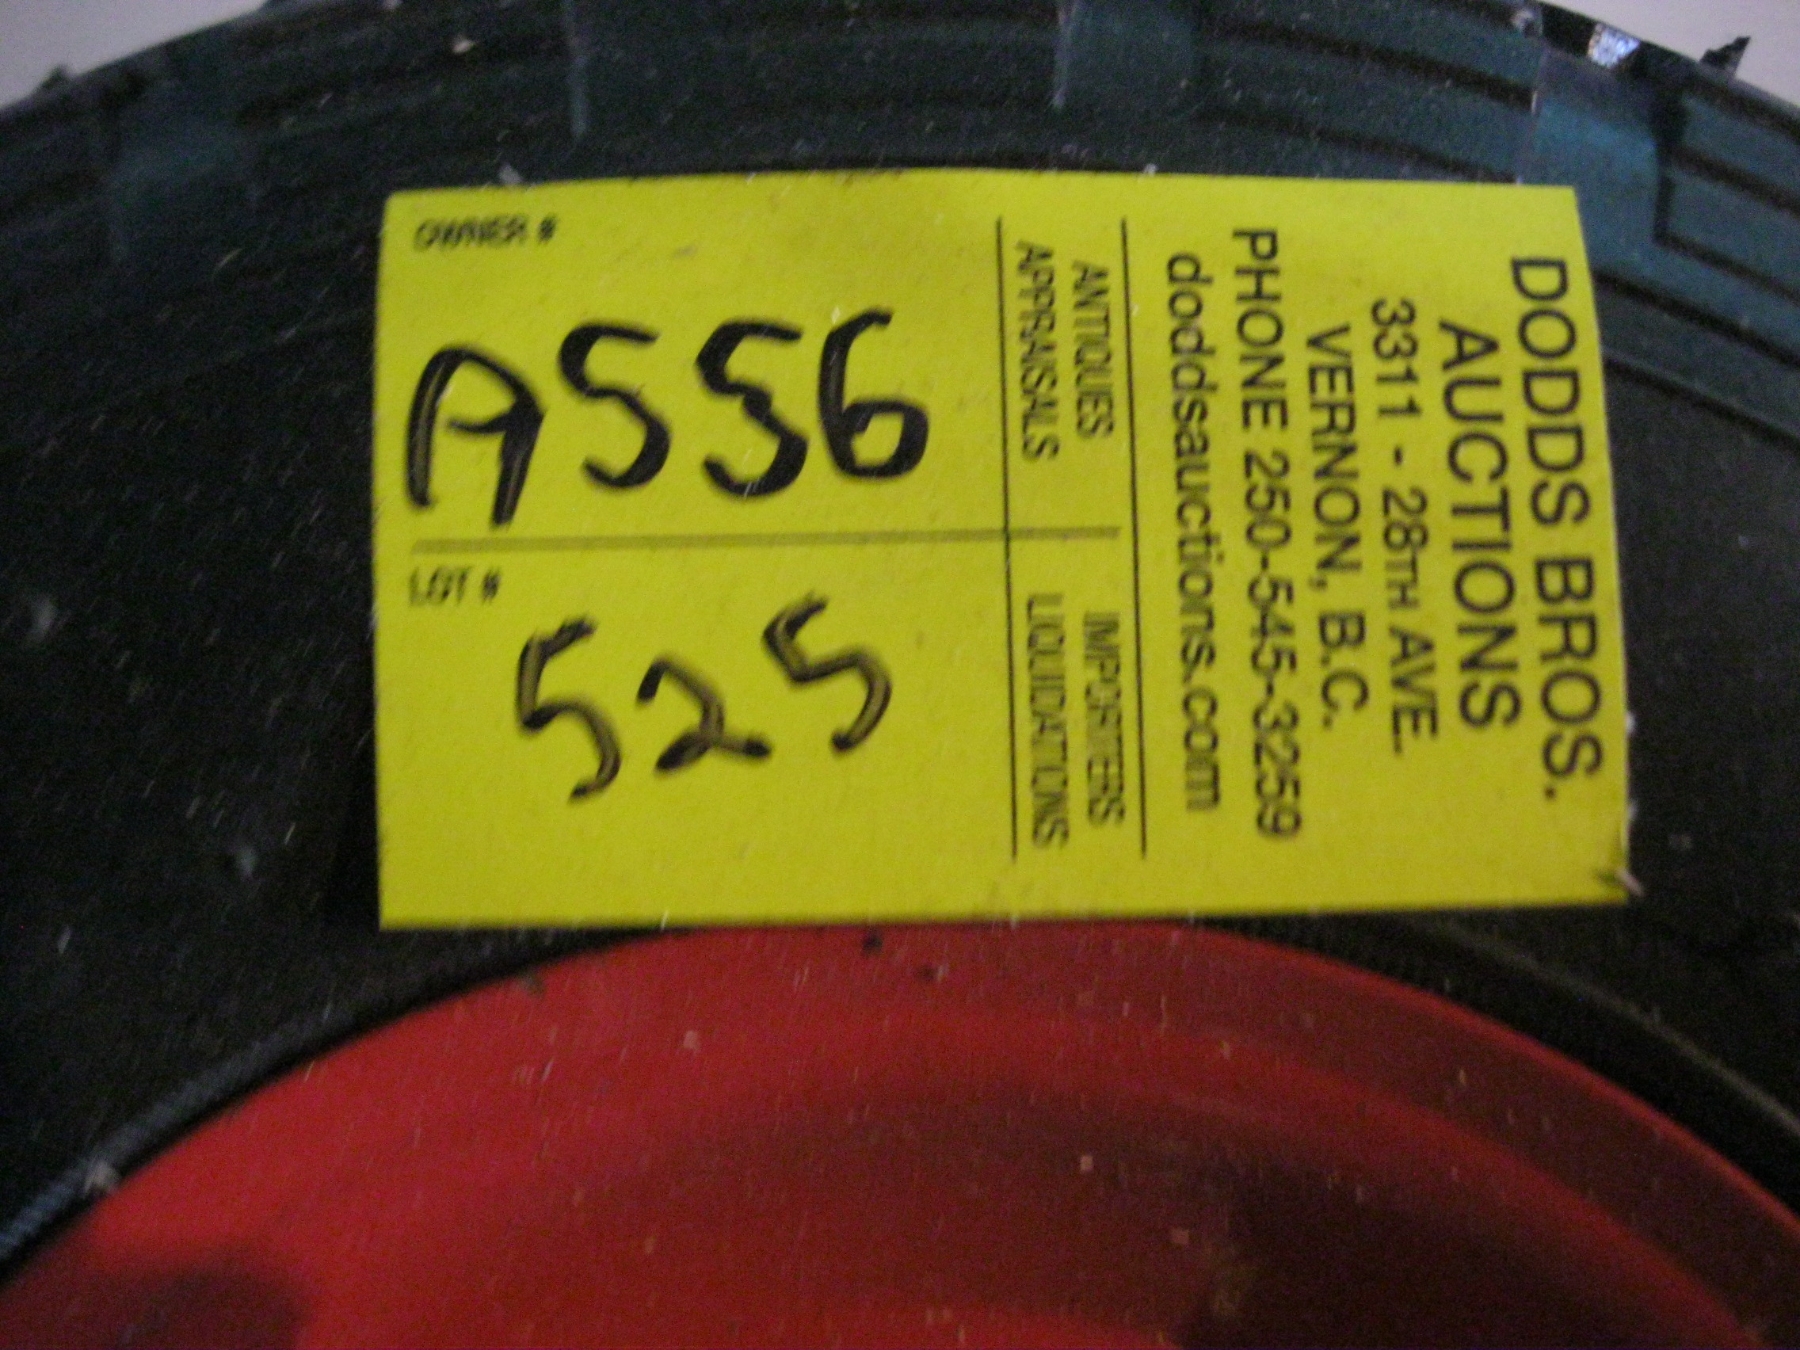 DODDS BROS.
AUCTIONS
3311 - 28TH AVE.
VERNON, B.C.
PHONE 250-545-3259
doddsauctions.com
ANTIQUES IMPORTERS
APPRAISALS LIQUIDATIONS
OWNER #
A556
LOT #
525